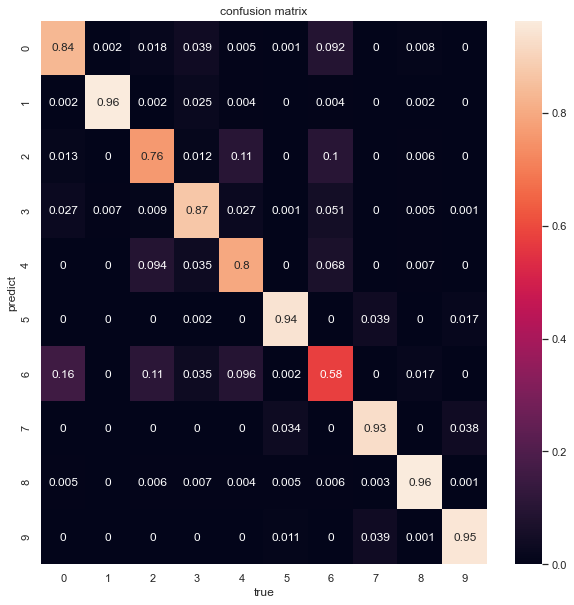 confusion matrix
0 0.84 0.002 0.018 0.039 0.005 0.001 0.092 0 0.008 0
1 0.002 0.96 0.002 0.025 0.004 0 0.004 0 0.002 0
2 0.013 0 0.76 0.012 0.11 0 0.1 0 0.006 0
3 0.027 0.007 0.009 0.87 0.027 0.001 0.051 0 0.005 0.001
4 0 0 0.094 0.035 0.8 0 0.068 0 0.007 0
5 0 0 0 0.002 0 0.94 0 0.039 0 0.017
6 0.16 0 0.11 0.035 0.096 0.002 0.58 0 0.017 0
7 0 0 0 0 0 0.034 0 0.93 0 0.038
8 0.005 0 0.006 0.007 0.004 0.005 0.006 0.003 0.96 0.001
9 0 0 0 0 0 0.011 0 0.039 0.001 0.95
0 1 2 3 4 5 6 7 8 9
true
predict
0.8
0.6
0.4
0.2
0.0